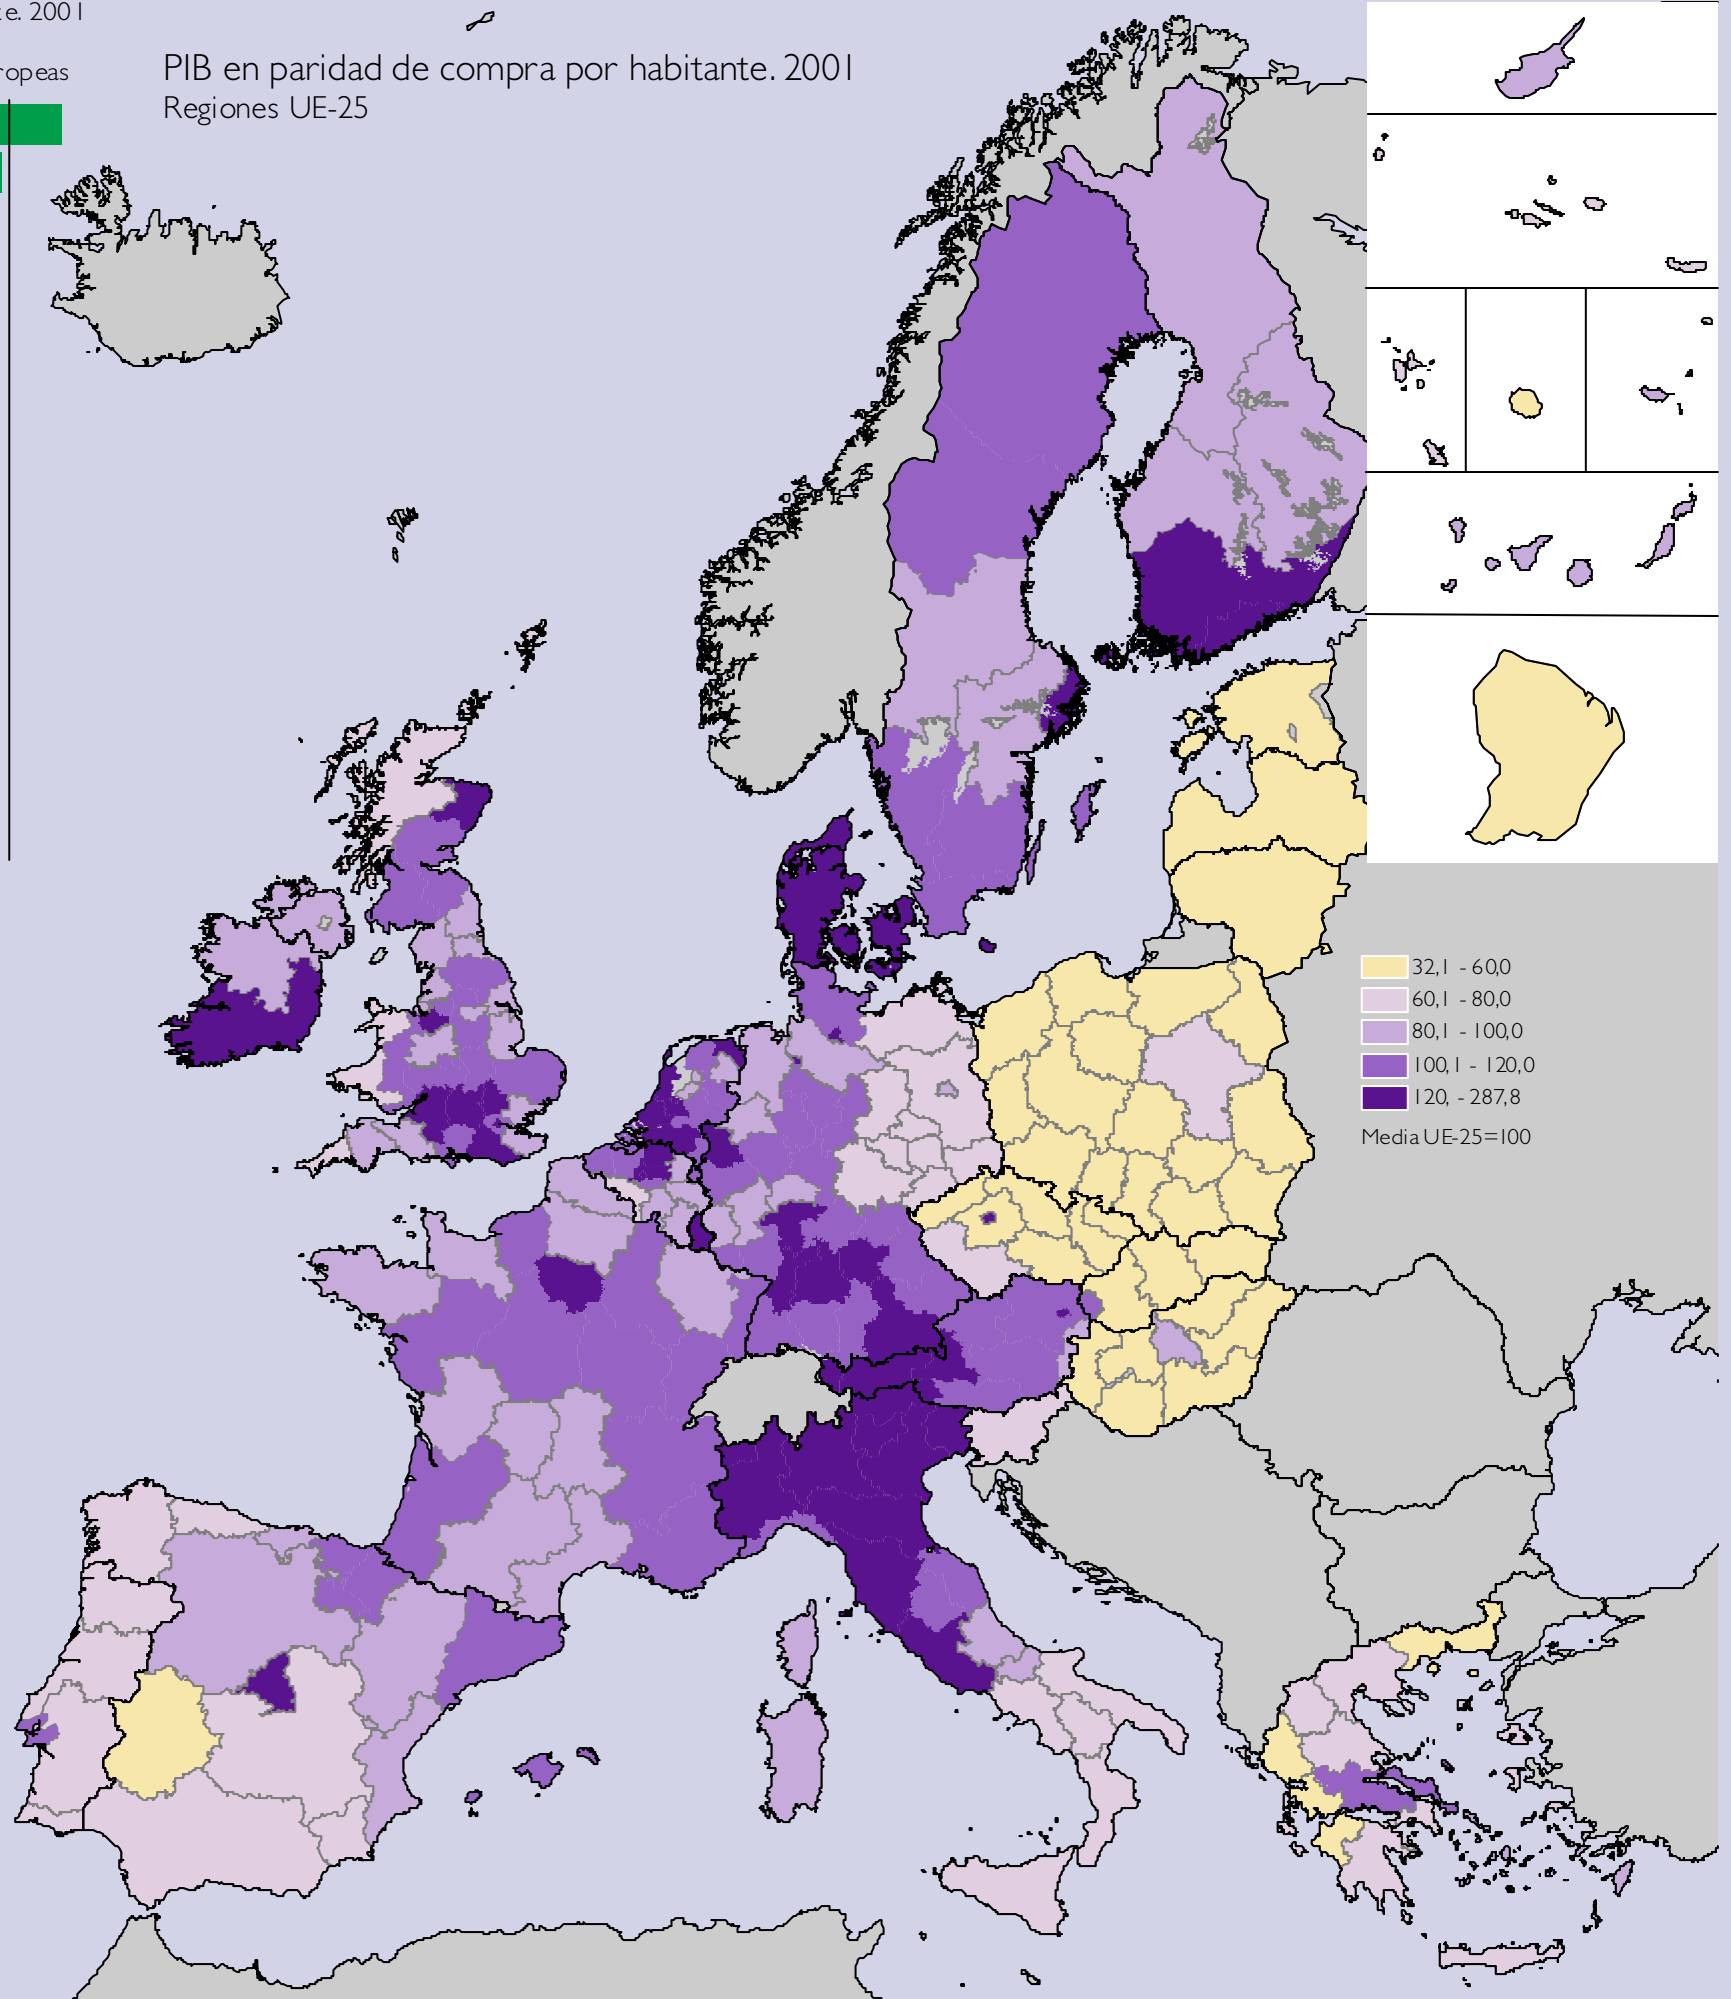 e. 2001
ropeas
PIB en paridad de compra por habitante. 2001
Regiones UE-25
32,1 - 60,0
60,1 - 80,0
80,1 - 100,0
100,1 - 120,0
120, - 287,8
Media UE-25=100